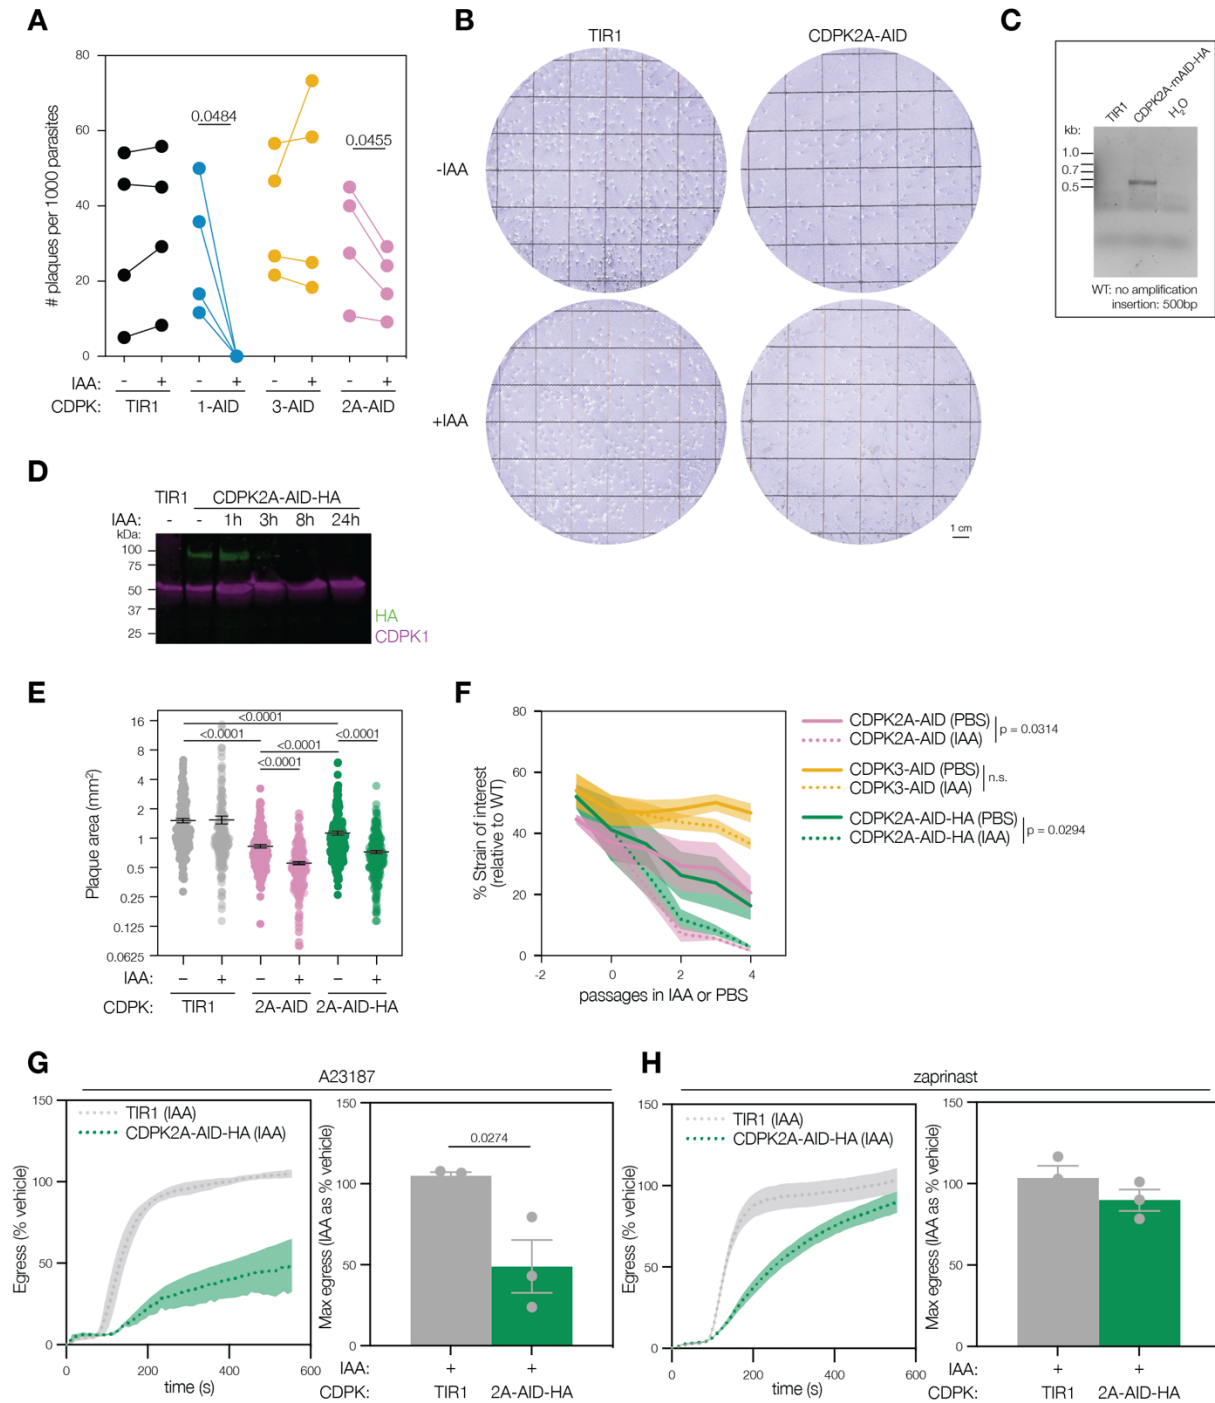 A
80
60
40
20
0
# plaques per 1000 parasites
0.0484
0.0455
IAA: - + - + - + - +
CDPK: TIR1 1-AID 3-AID 2A-AID
B
TIR1 CDPK2A-AID
-IAA
+IAA
1 cm
C
TIR1 CDPK2A-mAID-HA H₂O
kb:
1.0
0.7
0.5
WT: no amplification
insertion: 500bp
D
TIR1 CDPK2A-AID-HA
IAA: - - 1h 3h 8h 24h
kDa:
100
75
50
37
25
HA
CDPK1
E
16
8
4
2
1
0.5
0.25
0.125
0.0625
Plaque area (mm²)
<0.0001
<0.0001
<0.0001
<0.0001
<0.0001
IAA: – + – + – +
CDPK: TIR1 2A-AID 2A-AID-HA
F
80
60
40
20
0
% Strain of interest
(relative to WT)
-2 0 2 4
passages in IAA or PBS
CDPK2A-AID (PBS)
CDPK2A-AID (IAA)
p = 0.0314
CDPK3-AID (PBS)
CDPK3-AID (IAA)
n.s.
CDPK2A-AID-HA (PBS)
CDPK2A-AID-HA (IAA)
p = 0.0294
G
A23187
150
100
50
0
Egress (% vehicle)
TIR1 (IAA)
CDPK2A-AID-HA (IAA)
0 200 400 600
time (s)
150
100
50
0
Max egress (IAA as % vehicle)
0.0274
IAA: + +
CDPK: TIR1 2A-AID-HA
H
zaprinast
150
100
50
0
Egress (% vehicle)
TIR1 (IAA)
CDPK2A-AID-HA (IAA)
0 200 400 600
time (s)
150
100
50
0
Max egress (IAA as % vehicle)
IAA: + +
CDPK: TIR1 2A-AID-HA